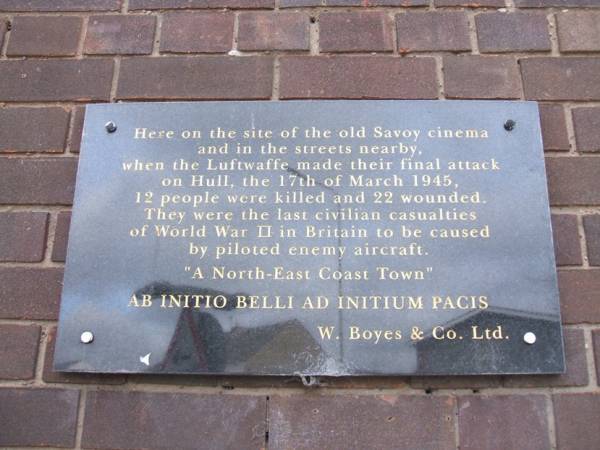 Here on the site of the old Savoy cinema
and in the streets nearby,
when the Luftwaffe made their final attack
on Hull, the 17th of March 1945,
12 people were killed and 22 wounded.
They were the last civilian casualties
of World War II in Britain to be caused
by piloted enemy aircraft.
"A North-East Coast Town"
AB INITIO BELLI AD INITIUM PACIS
W. Boyes & Co. Ltd.